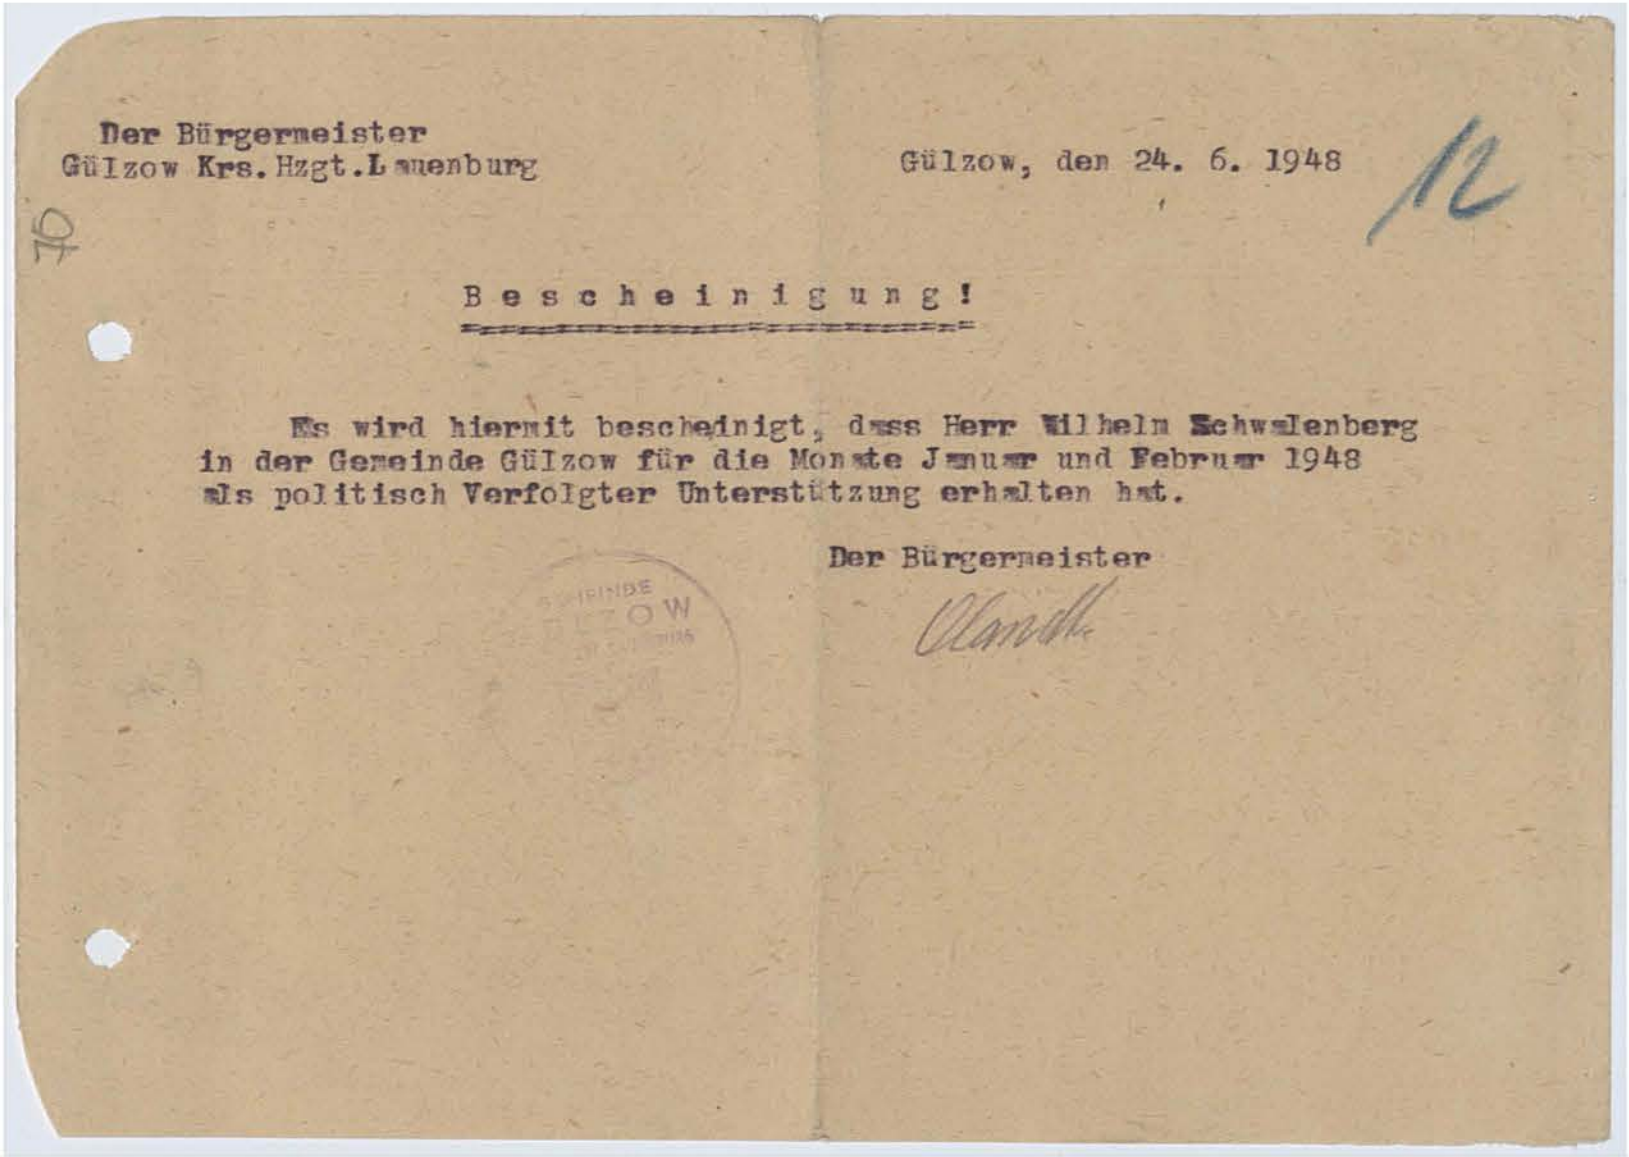 Der Bürgermeister
Gülzow Krs. Hzgt. Lauenburg
Gülzow, den 24. 6. 1948
12
Bescheinigung!
Es wird hiermit bescheinigt, dass Herr Wilhelm Schwalenberg
in der Gemeinde Gülzow für die Monate Januar und Februar 1948
als politisch Verfolgter Unterstützung erhalten hat.
Der Bürgermeister
GEMEINDE
GÜLZOW